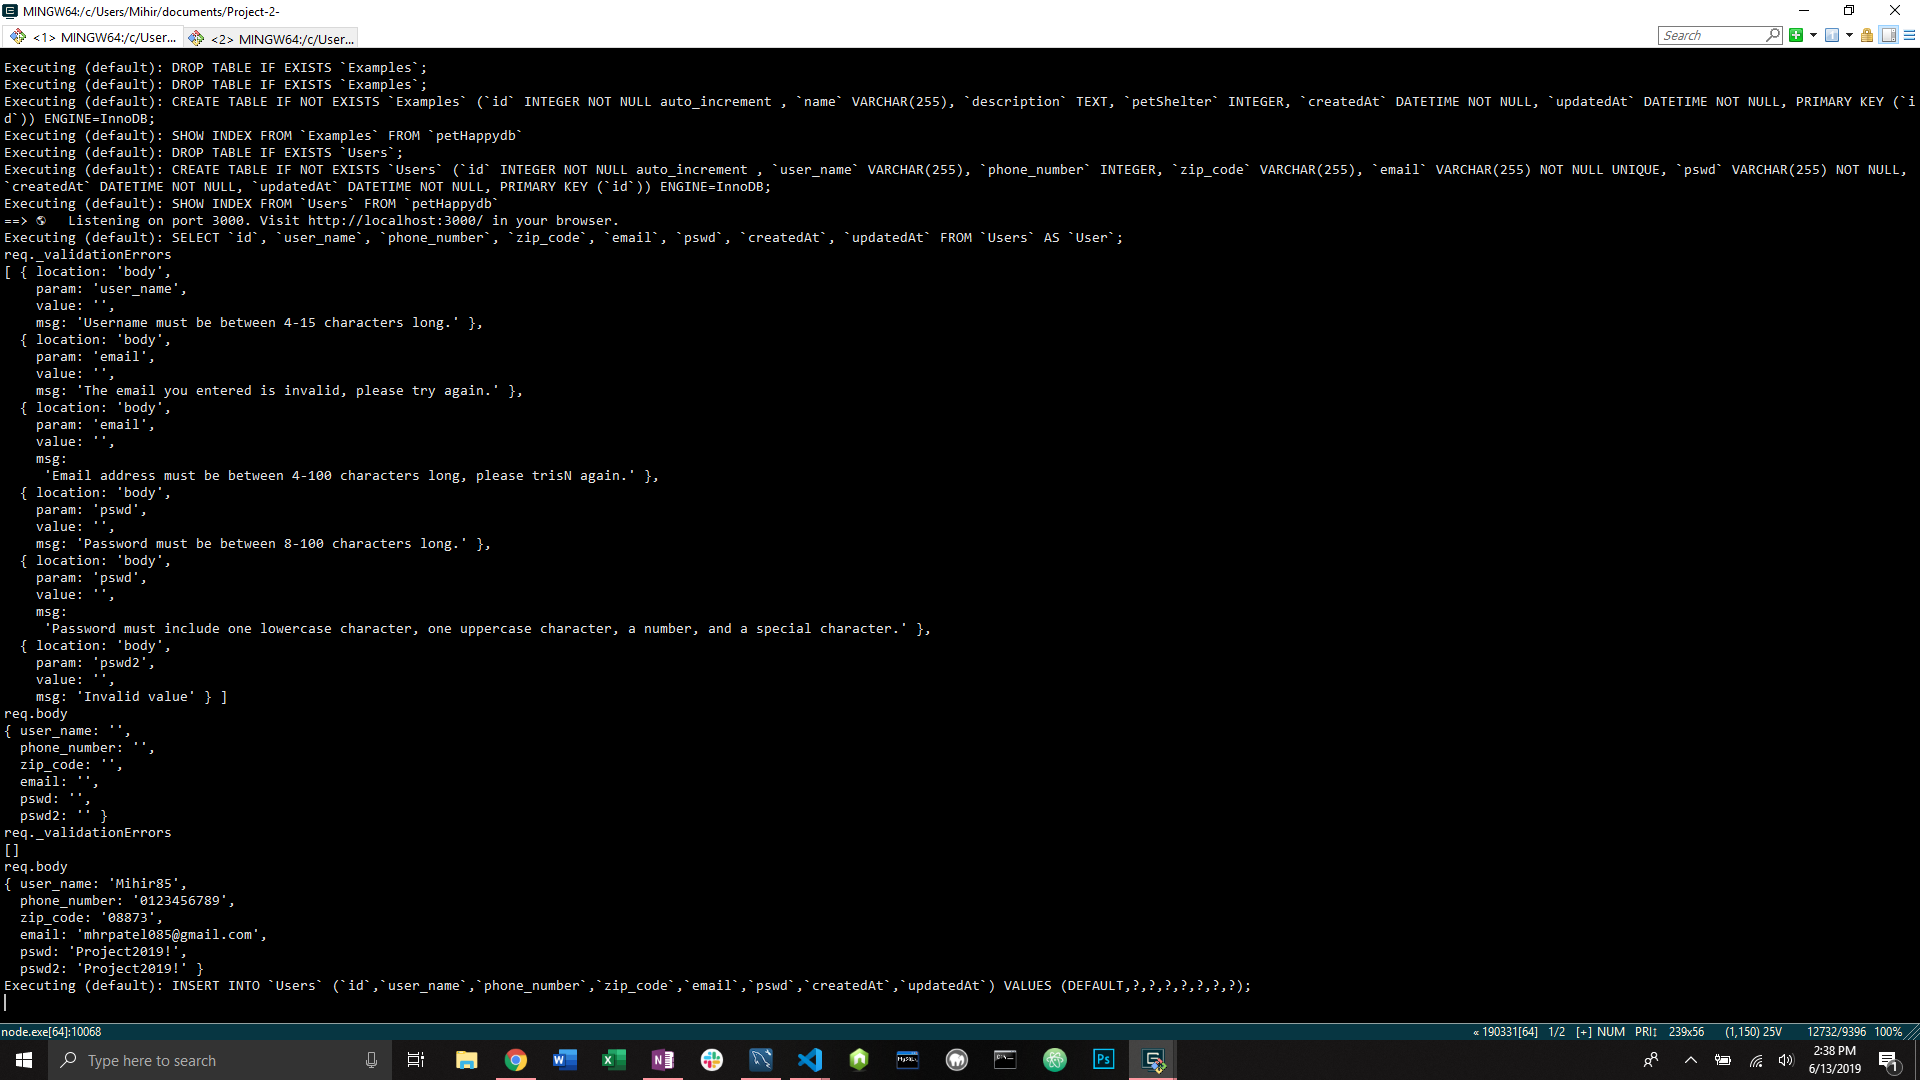 MINGW64:/c/Users/Mihir/documents/Project-2-
<1> MINGW64:/c/User...
<2> MINGW64:/c/User...
Search
Executing (default): DROP TABLE IF EXISTS `Examples`;
Executing (default): DROP TABLE IF EXISTS `Examples`;
Executing (default): CREATE TABLE IF NOT EXISTS `Examples` (`id` INTEGER NOT NULL auto_increment , `name` VARCHAR(255), `description` TEXT, `petShelter` INTEGER, `createdAt` DATETIME NOT NULL, `updatedAt` DATETIME NOT NULL, PRIMARY KEY (`i
d`)) ENGINE=InnoDB;
Executing (default): SHOW INDEX FROM `Examples` FROM `petHappydb`
Executing (default): DROP TABLE IF EXISTS `Users`;
Executing (default): CREATE TABLE IF NOT EXISTS `Users` (`id` INTEGER NOT NULL auto_increment , `user_name` VARCHAR(255), `phone_number` INTEGER, `zip_code` VARCHAR(255), `email` VARCHAR(255) NOT NULL UNIQUE, `pswd` VARCHAR(255) NOT NULL,
`createdAt` DATETIME NOT NULL, `updatedAt` DATETIME NOT NULL, PRIMARY KEY (`id`)) ENGINE=InnoDB;
Executing (default): SHOW INDEX FROM `Users` FROM `petHappydb`
==> 🌎  Listening on port 3000. Visit http://localhost:3000/ in your browser.
Executing (default): SELECT `id`, `user_name`, `phone_number`, `zip_code`, `email`, `pswd`, `createdAt`, `updatedAt` FROM `Users` AS `User`;
req._validationErrors
[ { location: 'body',
param: 'user_name',
value: '',
msg: 'Username must be between 4-15 characters long.' },
{ location: 'body',
param: 'email',
value: '',
msg: 'The email you entered is invalid, please try again.' },
{ location: 'body',
param: 'email',
value: '',
msg:
'Email address must be between 4-100 characters long, please trisN again.' },
{ location: 'body',
param: 'pswd',
value: '',
msg: 'Password must be between 8-100 characters long.' },
{ location: 'body',
param: 'pswd',
value: '',
msg:
'Password must include one lowercase character, one uppercase character, a number, and a special character.' },
{ location: 'body',
param: 'pswd2',
value: '',
msg: 'Invalid value' } ]
req.body
{ user_name: '',
phone_number: '',
zip_code: '',
email: '',
pswd: '',
pswd2: '' }
req._validationErrors
[]
req.body
{ user_name: 'Mihir85',
phone_number: '0123456789',
zip_code: '08873',
email: 'mhrpatel085@gmail.com',
pswd: 'Project2019!',
pswd2: 'Project2019!' }
Executing (default): INSERT INTO `Users` (`id`,`user_name`,`phone_number`,`zip_code`,`email`,`pswd`,`createdAt`,`updatedAt`) VALUES (DEFAULT,?,?,?,?,?,?,?);
node.exe[64]:10068
« 190331[64] 1/2 [+] NUM PRI↕ 239x56 (1,150) 25V 12732/9396 100%
Type here to search
2:38 PM
6/13/2019
1